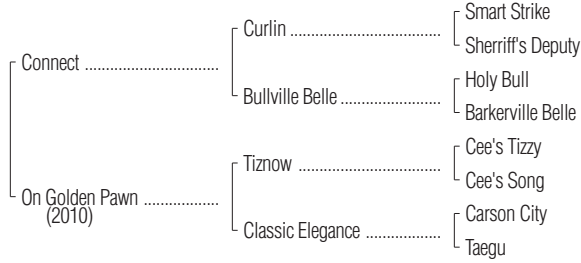 Smart Strike
Curlin
Sherriff's Deputy
Connect
Holy Bull
Bullville Belle
Barkerville Belle
Cee's Tizzy
Tiznow
Cee's Song
On Golden Pawn
(2010)
Carson City
Classic Elegance
Taegu